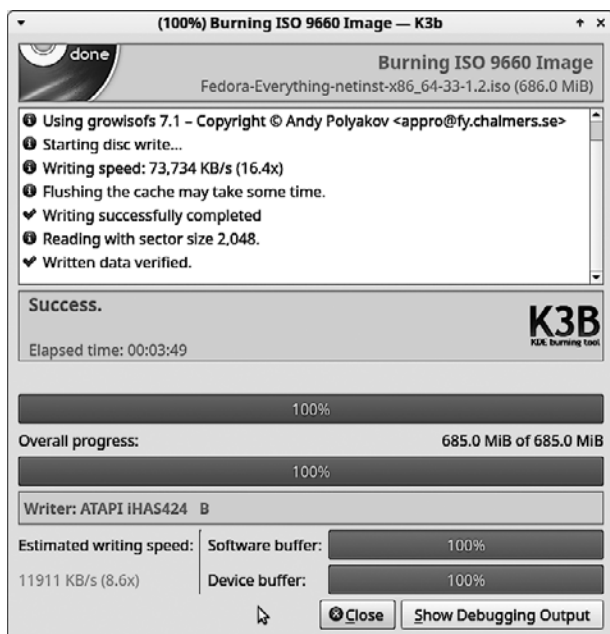 (100%) Burning ISO 9660 Image — K3b
done
Burning ISO 9660 Image
Fedora-Everything-netinst-x86_64-33-1.2.iso (686.0 MiB)
Using growisofs 7.1 – Copyright © Andy Polyakov <appro@fy.chalmers.se>
Starting disc write...
Writing speed: 73,734 KB/s (16.4x)
Flushing the cache may take some time.
Writing successfully completed
Reading with sector size 2,048.
Written data verified.
Success.
K3B
KDE burning tool
Elapsed time: 00:03:49
100%
Overall progress: 685.0 MiB of 685.0 MiB
100%
Writer: ATAPI iHAS424 B
Estimated writing speed: Software buffer: 100%
11911 KB/s (8.6x) Device buffer: 100%
Close Show Debugging Output